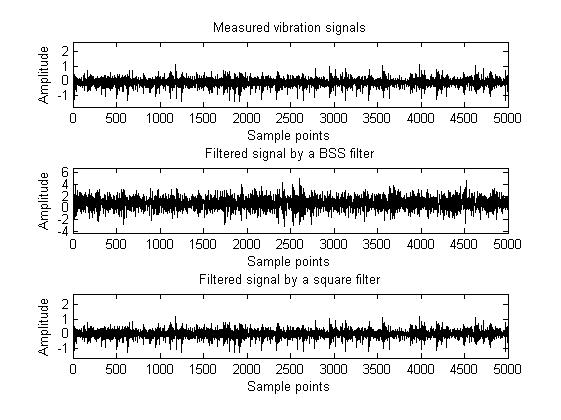 Measured vibration signals
2
1
0
-1
Amplitude
0 500 1000 1500 2000 2500 3000 3500 4000 4500 5000
Sample points
Filtered signal by a BSS filter
6
4
2
0
-2
-4
Amplitude
0 500 1000 1500 2000 2500 3000 3500 4000 4500 5000
Sample points
Filtered signal by a square filter
2
1
0
-1
Amplitude
0 500 1000 1500 2000 2500 3000 3500 4000 4500 5000
Sample points